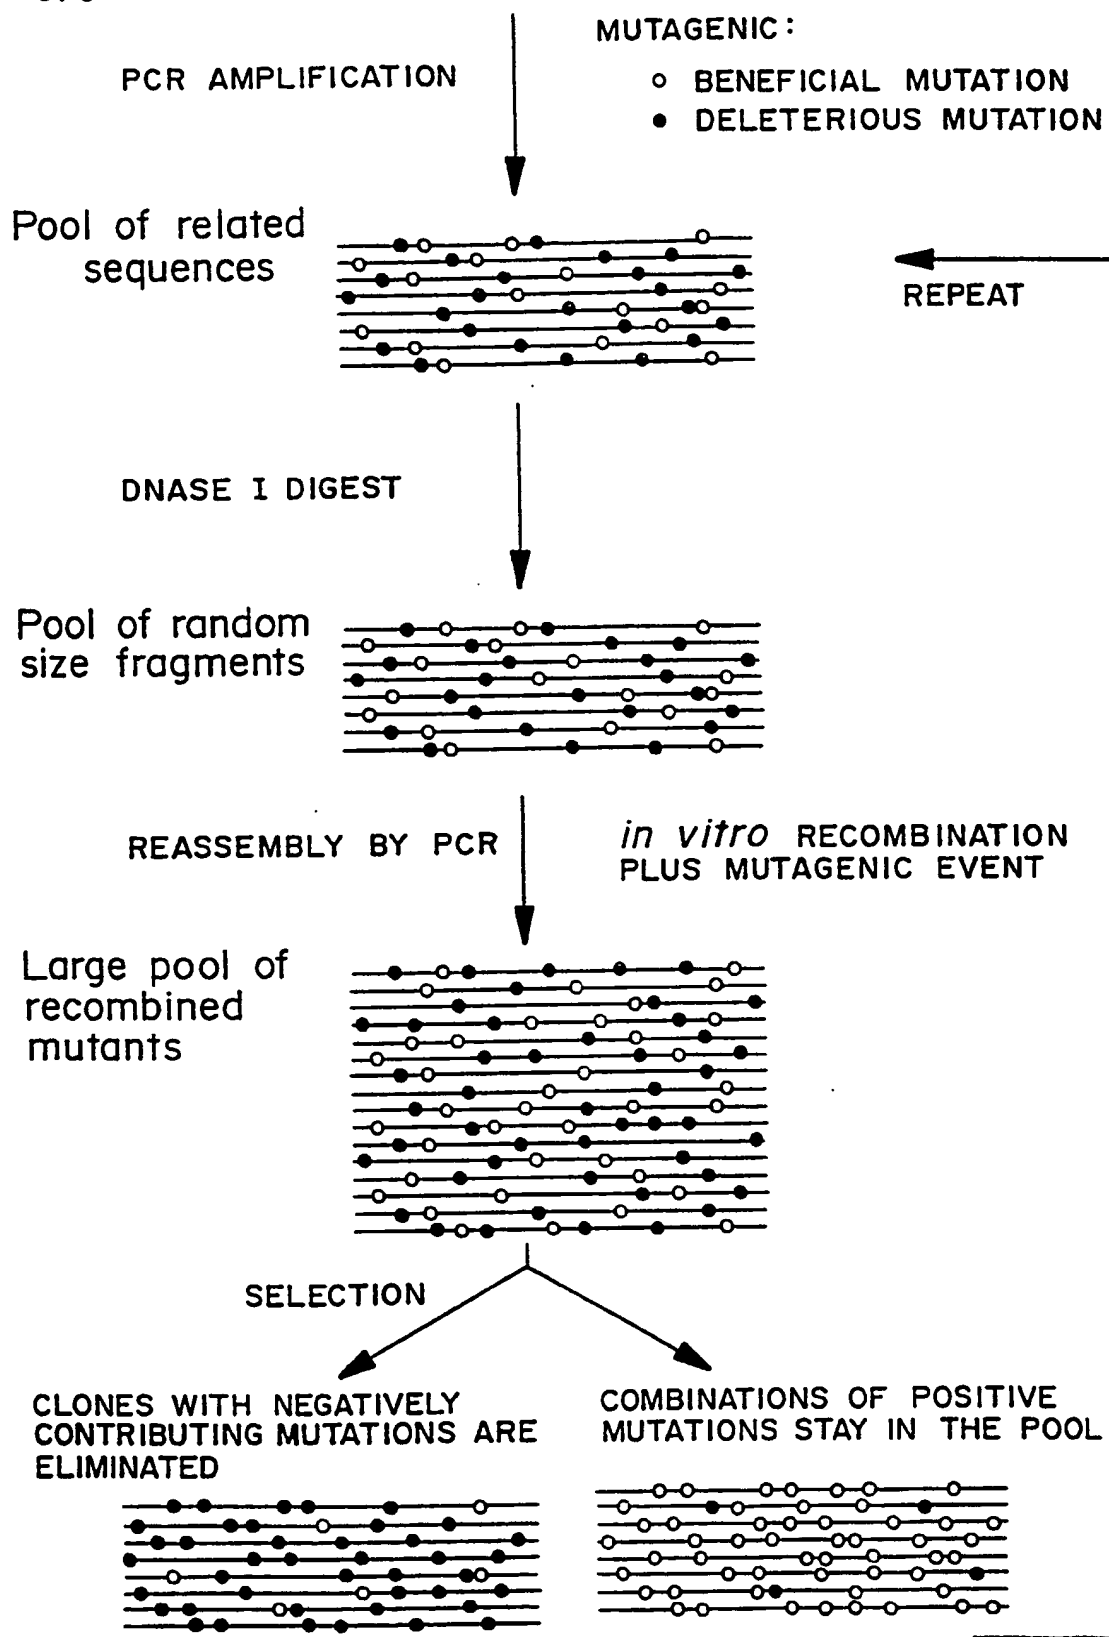 MUTAGENIC:
PCR AMPLIFICATION
BENEFICIAL MUTATION
DELETERIOUS MUTATION
Pool of related
sequences
REPEAT
DNASE I DIGEST
Pool of random
size fragments
REASSEMBLY BY PCR
in vitro RECOMBINATION
PLUS MUTAGENIC EVENT
Large pool of
recombined
mutants
SELECTION
CLONES WITH NEGATIVELY
CONTRIBUTING MUTATIONS ARE
ELIMINATED
COMBINATIONS OF POSITIVE
MUTATIONS STAY IN THE POOL